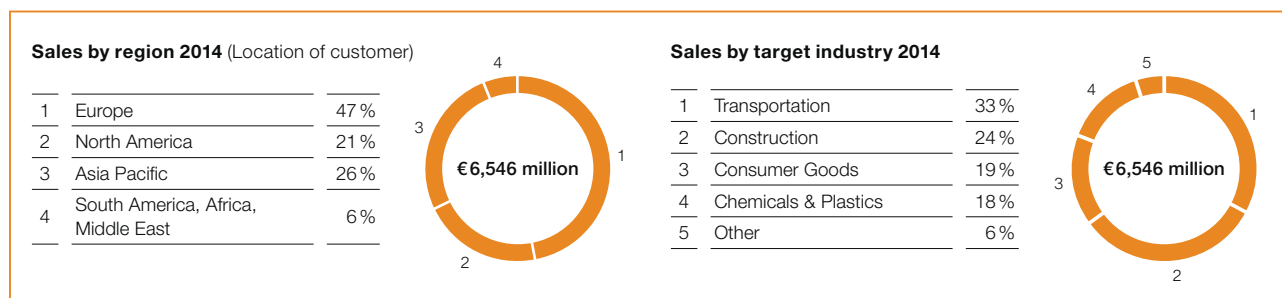 Sales by region 2014 (Location of customer)
1 Europe 47 %
2 North America 21 %
3 Asia Pacific 26 %
4 South America, Africa,
Middle East 6 %
4
3
1
2
€ 6,546 million
Sales by target industry 2014
1 Transportation 33 %
2 Construction 24 %
3 Consumer Goods 19 %
4 Chemicals & Plastics 18 %
5 Other 6 %
5
4
1
3
2
€ 6,546 million